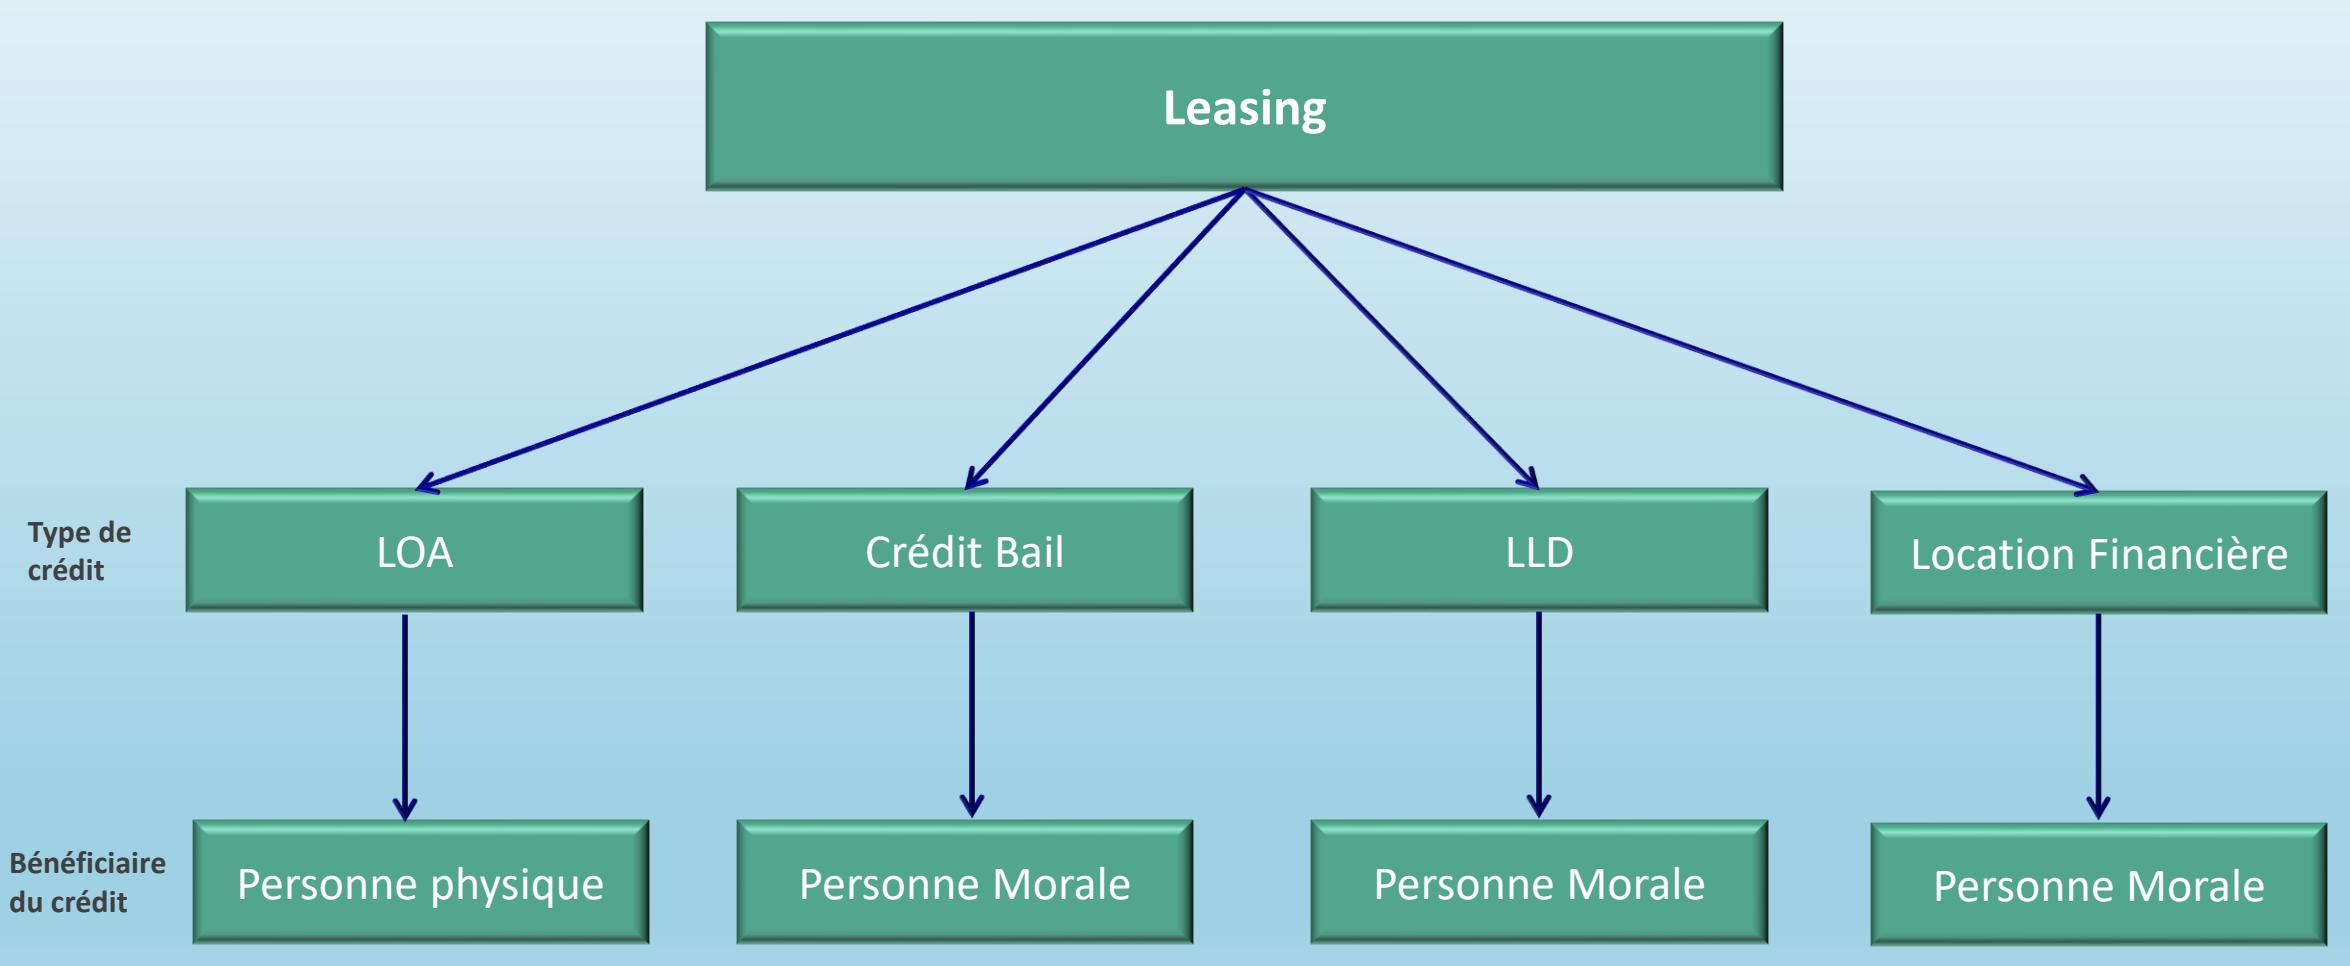 Leasing
Type de
crédit
LOA
Crédit Bail
LLD
Location Financière
Bénéficiaire
du crédit
Personne physique
Personne Morale
Personne Morale
Personne Morale